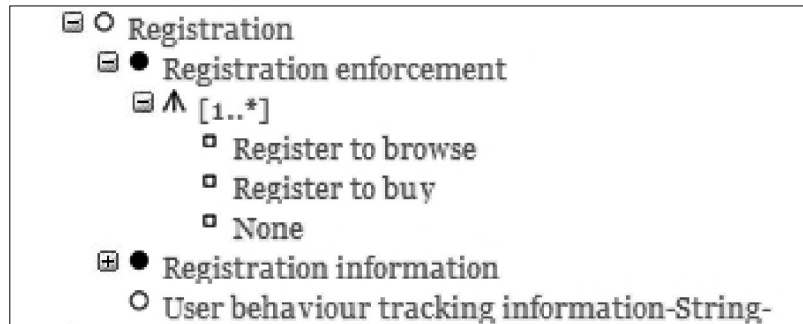 Registration
Registration enforcement
[1..*]
Register to browse
Register to buy
None
Registration information
User behaviour tracking information-String-